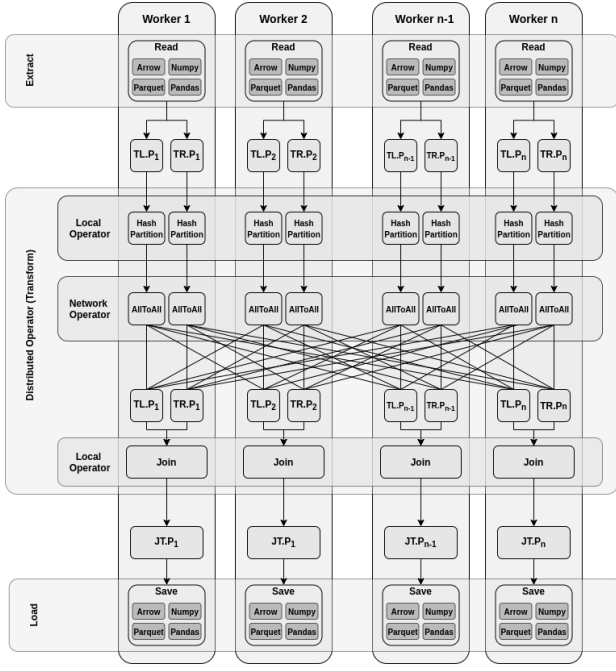 Worker 1 Worker 2 Worker n-1 Worker n
Extract
Read Read Read Read
Arrow Numpy Arrow Numpy Arrow Numpy Arrow Numpy
Parquet Pandas Parquet Pandas Parquet Pandas Parquet Pandas
TL.P1 TR.P1 TL.P2 TR.P2 TL.Pn-1 TR.Pn-1 TL.Pn TR.Pn
Distributed Operator (Transform)
Local
Operator
Hash Hash Hash Hash Hash Hash Hash Hash
Partition Partition Partition Partition Partition Partition Partition Partition
Network
Operator
AllToAll AllToAll AllToAll AllToAll AllToAll AllToAll AllToAll AllToAll
TL.P1 TR.P1 TL.P2 TR.P2 TL.Pn-1 TR.Pn-1 TL.Pn TR.Pn
Local
Operator
Join Join Join Join
JT.P1 JT.P1 JT.Pn-1 JT.Pn
Load
Save Save Save Save
Arrow Numpy Arrow Numpy Arrow Numpy Arrow Numpy
Parquet Pandas Parquet Pandas Parquet Pandas Parquet Pandas